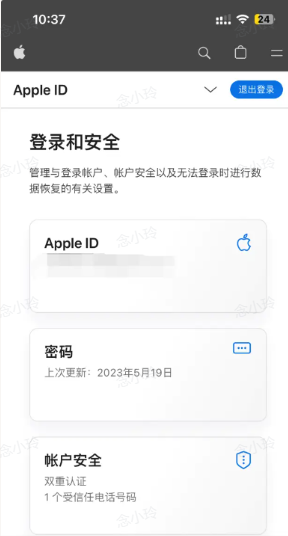 10:37
24
Apple ID
退出登录
登录和安全
管理与登录帐户、帐户安全以及无法登录时进行数
据恢复的有关设置。
Apple ID
密码
上次更新：2023年5月19日
帐户安全
双重认证
1 个受信任电话号码
念小玲